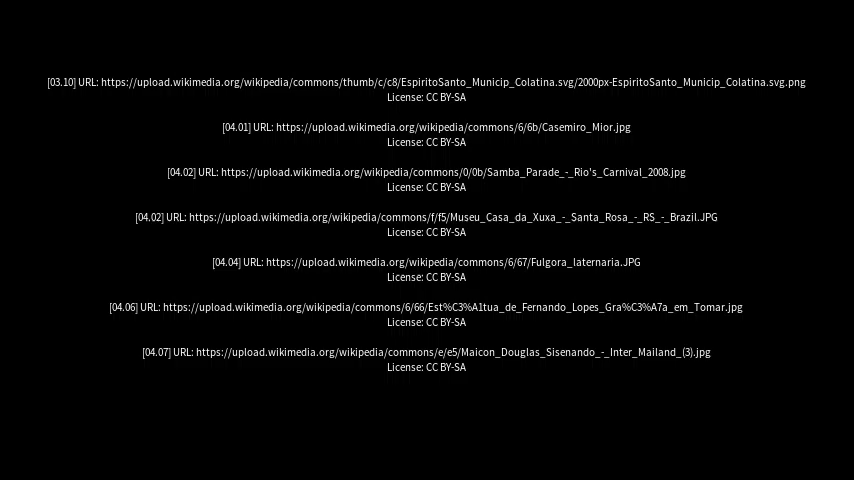 [03.10] URL: https://upload.wikimedia.org/wikipedia/commons/thumb/c/c8/EspiritoSanto_Municip_Colatina.svg/2000px-EspiritoSanto_Municip_Colatina.svg.png
License: CC BY-SA
[04.01] URL: https://upload.wikimedia.org/wikipedia/commons/6/6b/Casemiro_Mior.jpg
License: CC BY-SA
[04.02] URL: https://upload.wikimedia.org/wikipedia/commons/0/0b/Samba_Parade_-_Rio's_Carnival_2008.jpg
License: CC BY-SA
[04.02] URL: https://upload.wikimedia.org/wikipedia/commons/f/f5/Museu_Casa_da_Xuxa_-_Santa_Rosa_-_RS_-_Brazil.JPG
License: CC BY-SA
[04.04] URL: https://upload.wikimedia.org/wikipedia/commons/6/67/Fulgora_laternaria.JPG
License: CC BY-SA
[04.06] URL: https://upload.wikimedia.org/wikipedia/commons/6/66/Est%C3%A1tua_de_Fernando_Lopes_Gra%C3%A7a_em_Tomar.jpg
License: CC BY-SA
[04.07] URL: https://upload.wikimedia.org/wikipedia/commons/e/e5/Maicon_Douglas_Sisenando_-_Inter_Mailand_(3).jpg
License: CC BY-SA